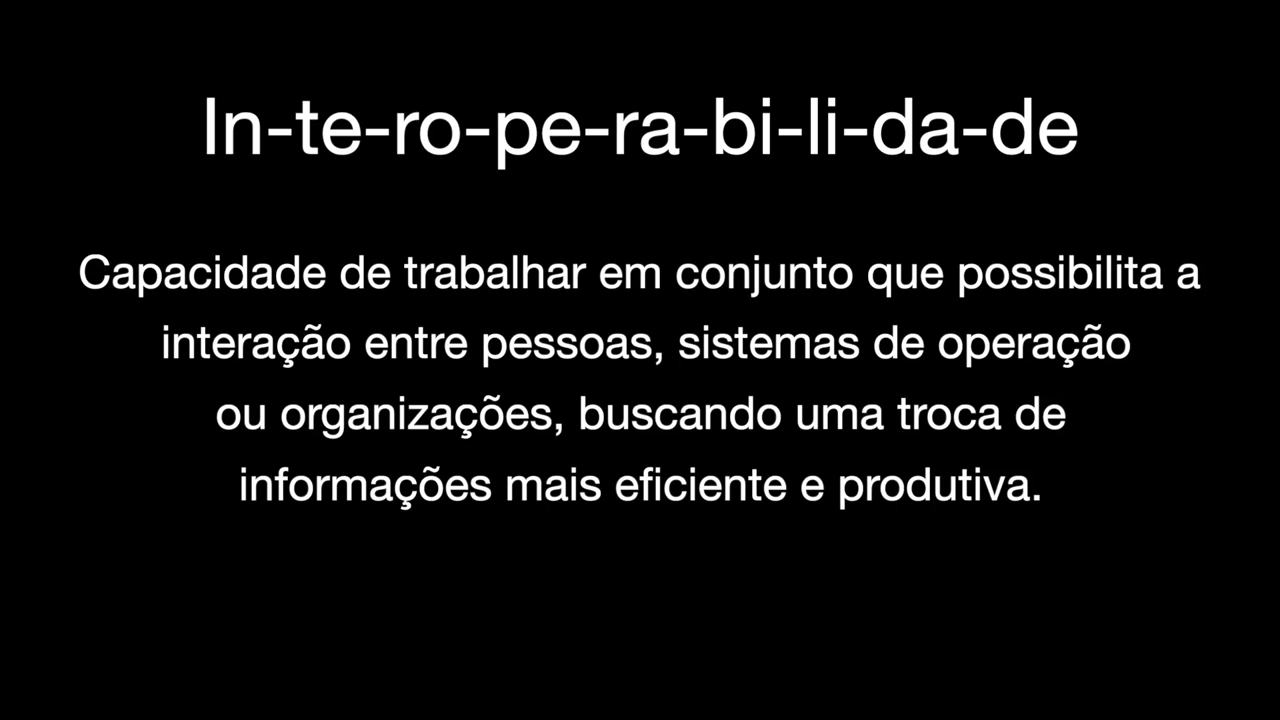 In-te-ro-pe-ra-bi-li-da-de
Capacidade de trabalhar em conjunto que possibilita a
interação entre pessoas, sistemas de operação
ou organizações, buscando uma troca de
informações mais eficiente e produtiva.